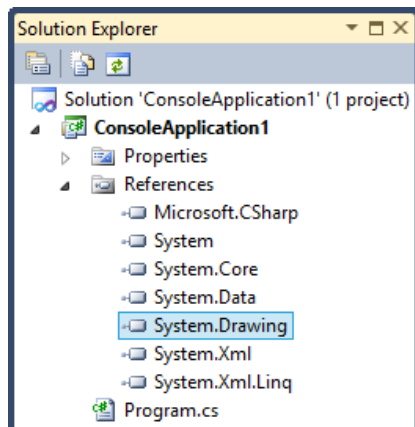 Solution Explorer
Solution 'ConsoleApplication1' (1 project)
ConsoleApplication1
Properties
References
Microsoft.CSharp
System
System.Core
System.Data
System.Drawing
System.Xml
System.Xml.Linq
Program.cs